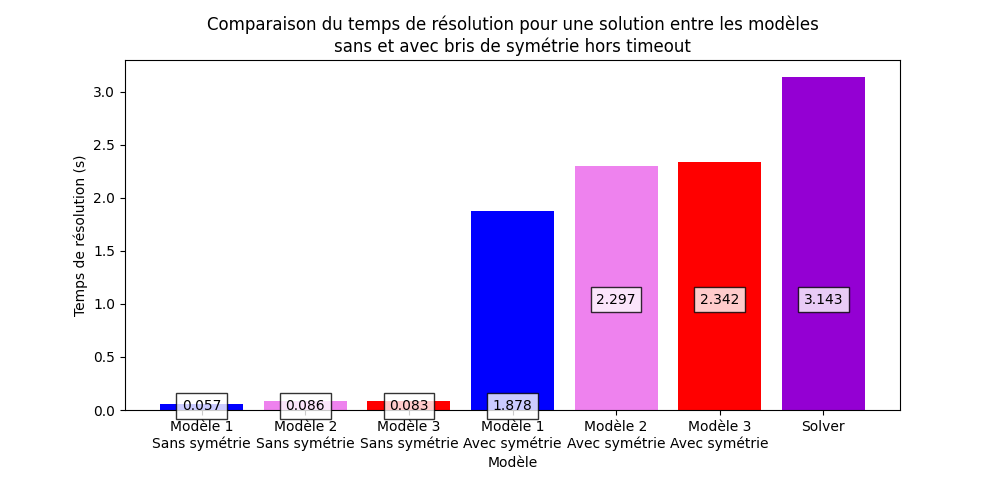 Comparaison du temps de résolution pour une solution entre les modèles
sans et avec bris de symétrie hors timeout
Temps de résolution (s)
3.0
2.5
2.0
1.5
1.0
0.5
0.0
0.057
0.086
0.083
1.878
2.297
2.342
3.143
Modèle 1
Sans symétrie
Modèle 2
Sans symétrie
Modèle 3
Sans symétrie
Modèle 1
Avec symétrie
Modèle 2
Avec symétrie
Modèle 3
Avec symétrie
Solver
Modèle